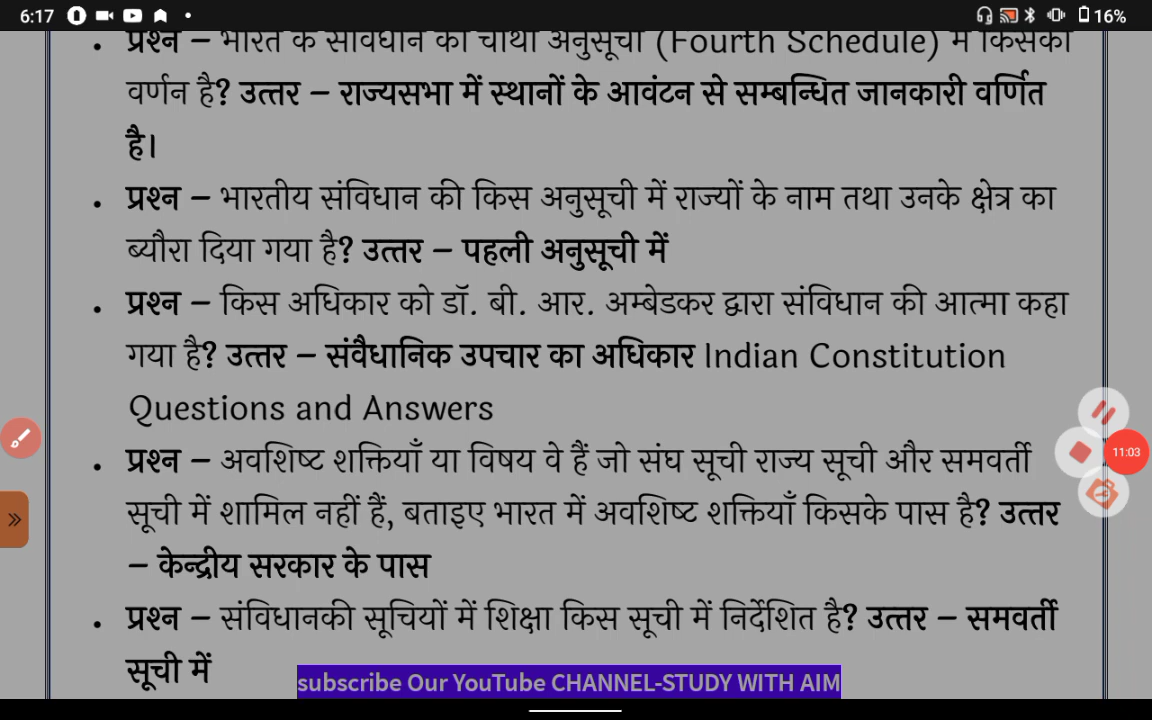 6:17
16%
प्रश्न – भारत के संविधान की चौथी अनुसूची (Fourth Schedule) में किसका
वर्णन है? उत्तर – राज्यसभा में स्थानों के आवंटन से सम्बन्धित जानकारी वर्णित
है।
प्रश्न – भारतीय संविधान की किस अनुसूची में राज्यों के नाम तथा उनके क्षेत्र का
ब्यौरा दिया गया है? उत्तर – पहली अनुसूची में
प्रश्न – किस अधिकार को डॉ. बी. आर. अम्बेडकर द्वारा संविधान की आत्मा कहा
गया है? उत्तर – संवैधानिक उपचार का अधिकार Indian Constitution
Questions and Answers
प्रश्न – अवशिष्ट शक्तियाँ या विषय वे हैं जो संघ सूची राज्य सूची और समवर्ती
सूची में शामिल नहीं हैं, बताइए भारत में अवशिष्ट शक्तियाँ किसके पास है? उत्तर
– केन्द्रीय सरकार के पास
प्रश्न – संविधानकी सूचियों में शिक्षा किस सूची में निर्देशित है? उत्तर – समवर्ती
सूची में
11:03
subscribe Our YouTube CHANNEL-STUDY WITH AIM